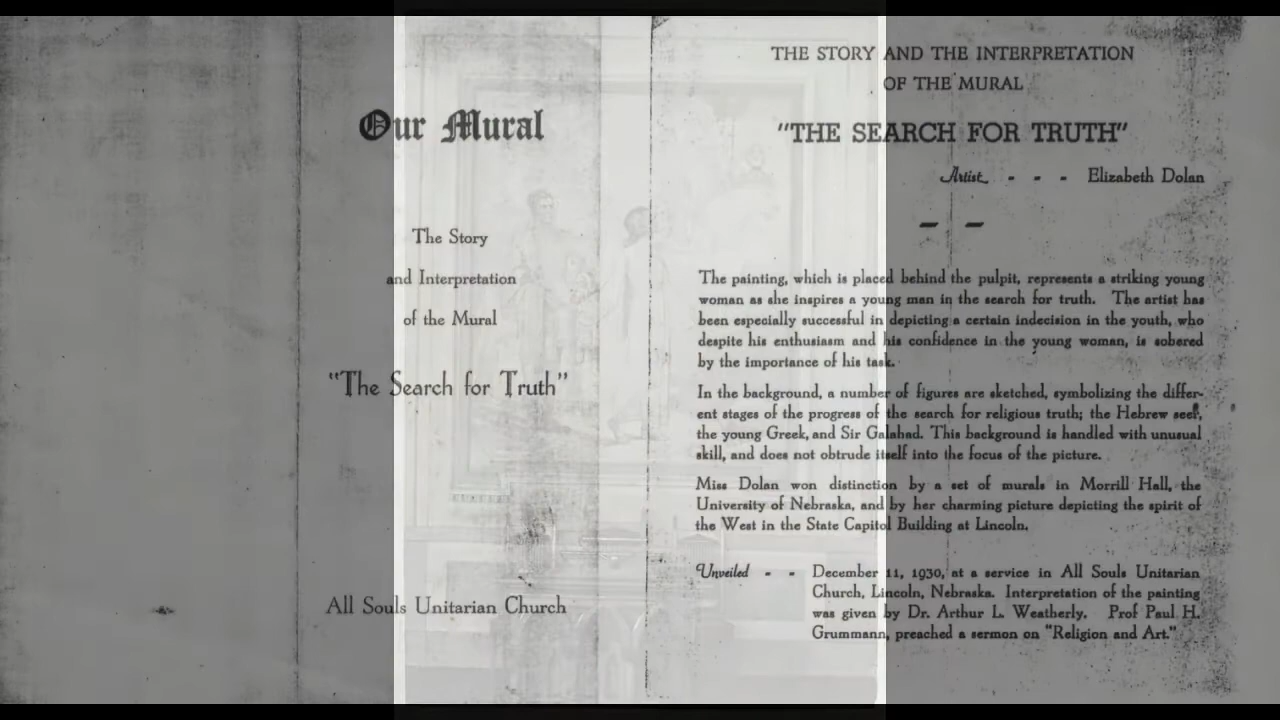 Our Mural
The Story
and Interpretation
of the Mural
"The Search for Truth"
All Souls Unitarian Church
THE STORY AND THE INTERPRETATION
OF THE MURAL
"THE SEARCH FOR TRUTH"
Artist - - - Elizabeth Dolan
The painting, which is placed behind the pulpit, represents a striking young
woman as she inspires a young man in the search for truth. The artist has
been especially successful in depicting a certain indecision in the youth, who
despite his enthusiasm and his confidence in the young woman, is sobered
by the importance of his task.
In the background, a number of figures are sketched, symbolizing the differ-
ent stages of the progress of the search for religious truth; the Hebrew seer,
the young Greek, and Sir Galahad. This background is handled with unusual
skill, and does not obtrude itself into the focus of the picture.
Miss Dolan won distinction by a set of murals in Morrill Hall, the
University of Nebraska, and by her charming picture depicting the spirit of
the West in the State Capitol Building at Lincoln.
Unveiled - - December 11, 1930, at a service in All Souls Unitarian
Church, Lincoln, Nebraska. Interpretation of the painting
was given by Dr. Arthur L. Weatherly. Prof Paul H.
Grummann, preached a sermon on "Religion and Art."